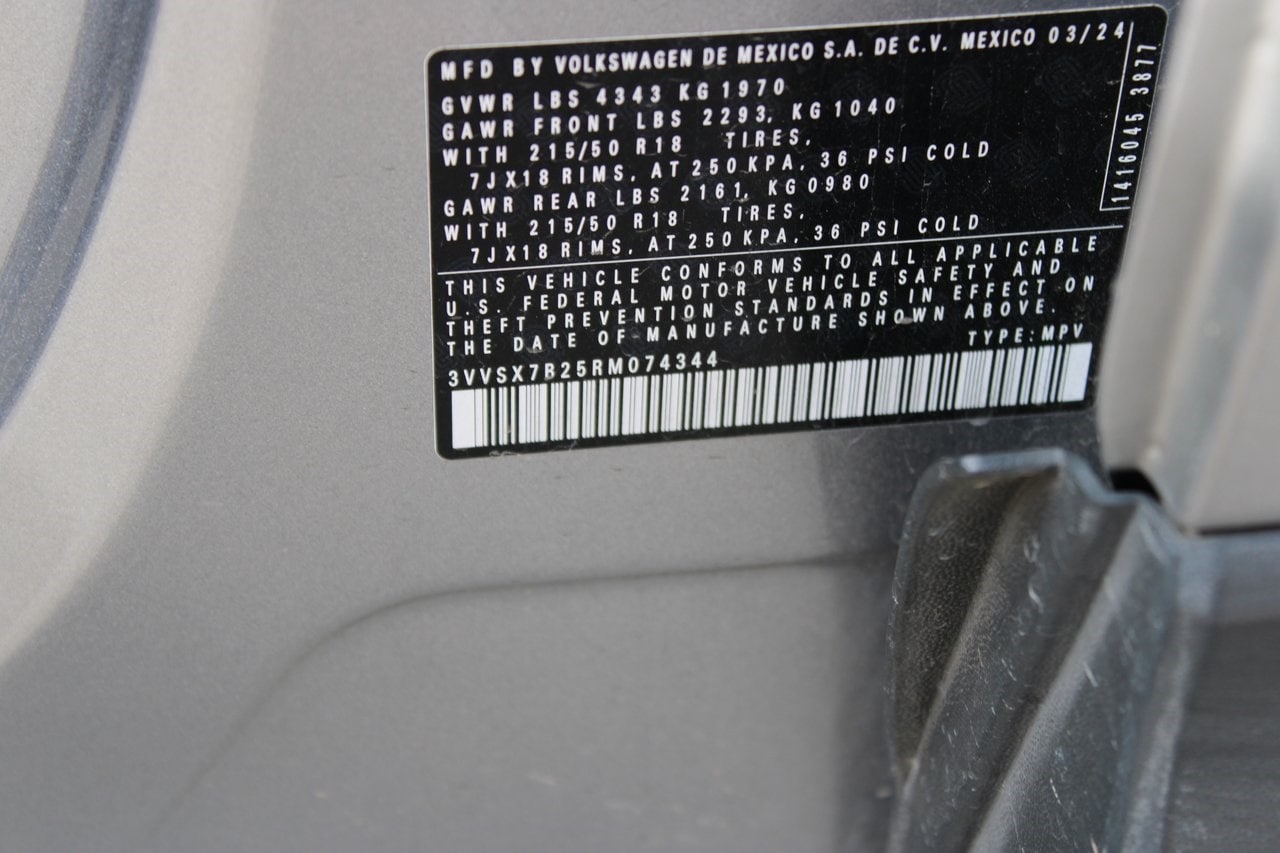 MFD BY VOLKSWAGEN DE MEXICO S.A. DE C.V. MEXICO 03/24
GVWR LBS 4343 KG 1970
GAWR FRONT LBS 2293, KG 1040
WITH 215/50 R18 TIRES,
7JX18 RIMS, AT 250 KPA, 36 PSI COLD
GAWR REAR LBS 2161, KG 0980
WITH 215/50 R18 TIRES,
7JX18 RIMS, AT 250 KPA, 36 PSI COLD
1416045 3877
THIS VEHICLE CONFORMS TO ALL APPLICABLE
U.S. FEDERAL MOTOR VEHICLE SAFETY AND
THEFT PREVENTION STANDARDS IN EFFECT ON
THE DATE OF MANUFACTURE SHOWN ABOVE.
TYPE: MPV
3VVSX7B25RM074344